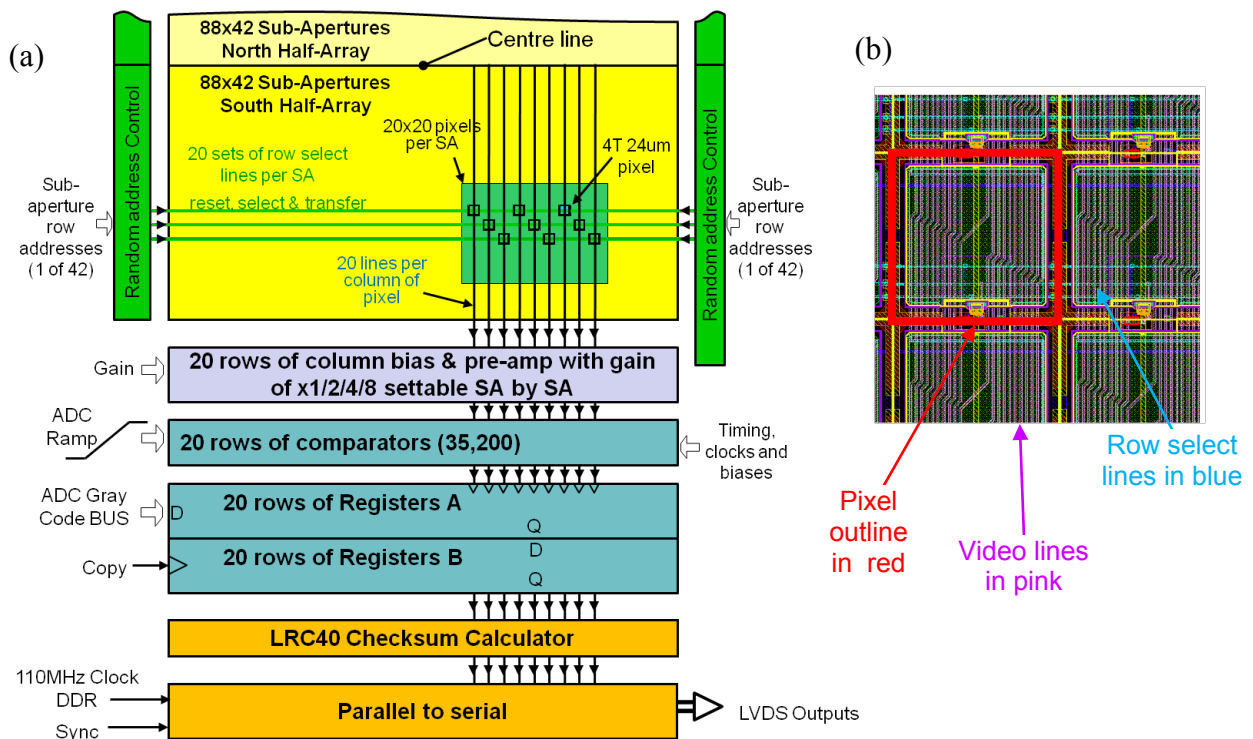 (a)
88x42 Sub-Apertures
North Half-Array
Centre line
88x42 Sub-Apertures
South Half-Array
20x20 pixels
per SA
4T 24um
pixel
20 sets of row select
lines per SA
reset, select & transfer
20 lines per
column of
pixel
Random address Control
Sub-
aperture
row
addresses
(1 of 42)
Random address Control
Sub-
aperture
row
addresses
(1 of 42)
Gain
20 rows of column bias & pre-amp with gain
of x1/2/4/8 settable SA by SA
ADC
Ramp
20 rows of comparators (35,200)
Timing,
clocks and
biases
ADC Gray
Code BUS
D
20 rows of Registers A
Q
Copy
20 rows of Registers B
D
Q
LRC40 Checksum Calculator
110MHz Clock
DDR
Sync
Parallel to serial
LVDS Outputs
(b)
Row select
lines in blue
Pixel
outline
in red
Video lines
in pink